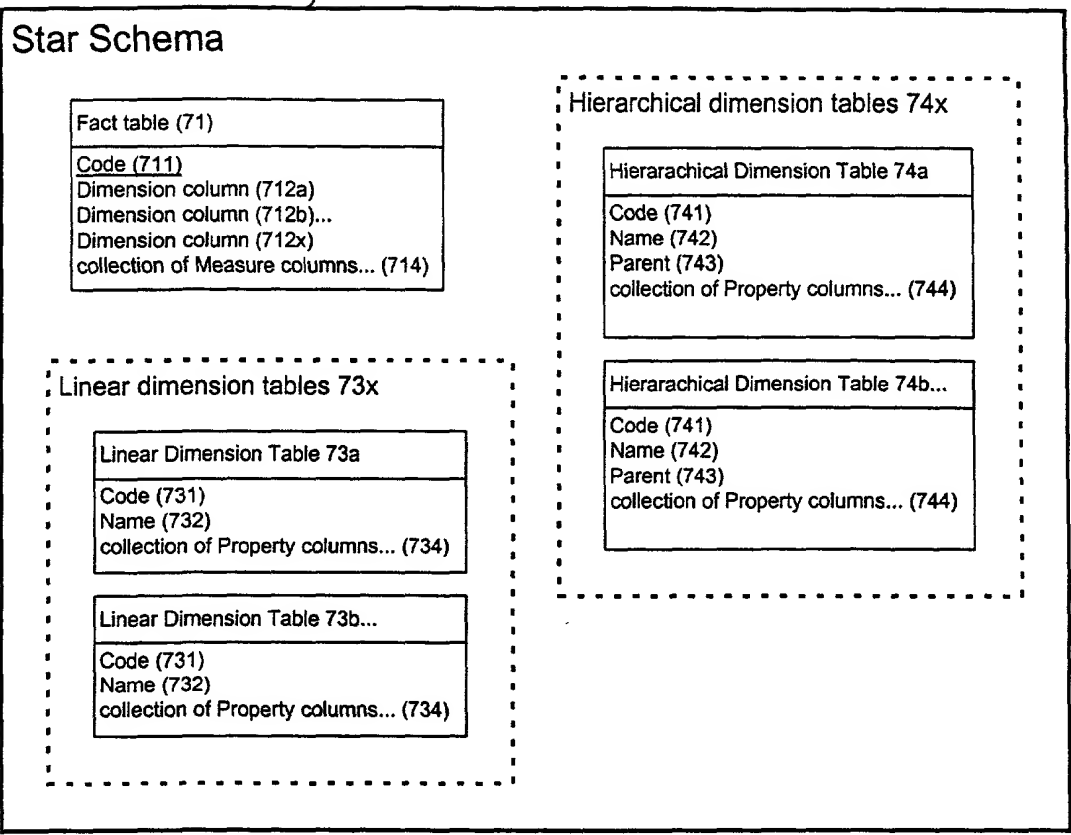 Star Schema
Fact table (71)
Code (711)
Dimension column (712a)
Dimension column (712b)...
Dimension column (712x)
collection of Measure columns... (714)
Hierarchical dimension tables 74x
Hierarachical Dimension Table 74a
Code (741)
Name (742)
Parent (743)
collection of Property columns... (744)
Hierarachical Dimension Table 74b...
Code (741)
Name (742)
Parent (743)
collection of Property columns... (744)
Linear dimension tables 73x
Linear Dimension Table 73a
Code (731)
Name (732)
collection of Property columns... (734)
Linear Dimension Table 73b...
Code (731)
Name (732)
collection of Property columns... (734)